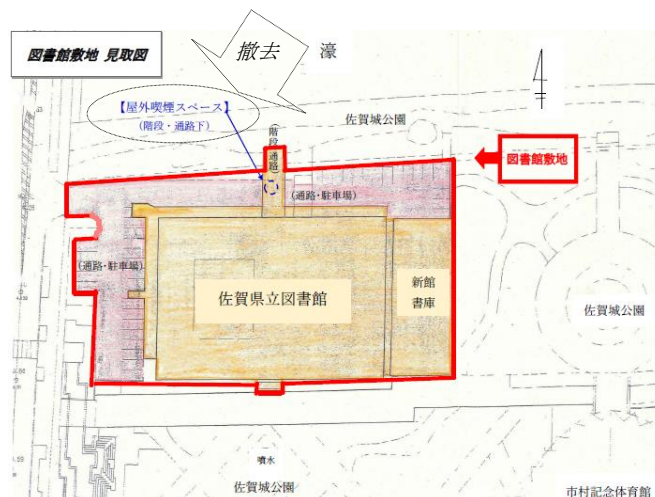 図書館敷地 見取図
撤去
濠
【屋外喫煙スペース】
(階段・通路下)
(階段・通路)
佐賀城公園
図書館敷地
(通路・駐車場)
(通路・駐車場)
佐賀県立図書館
新館
書庫
佐賀城公園
噴水
佐賀城公園
市村記念体育館